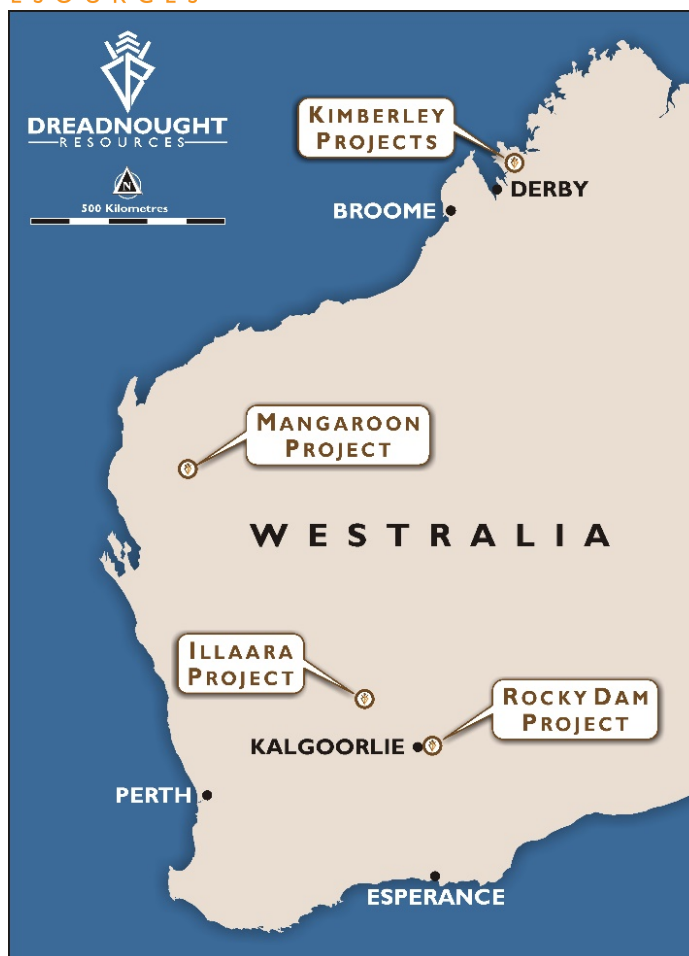 ESOURCES
DREADNOUGHT
RESOURCES
N
500 Kilometres
KIMBERLEY
PROJECTS
DERBY
BROOME
MANGAROON
PROJECT
WESTRALIA
ILLAARA
PROJECT
ROCKY DAM
PROJECT
KALGOORLIE
PERTH
ESPERANCE